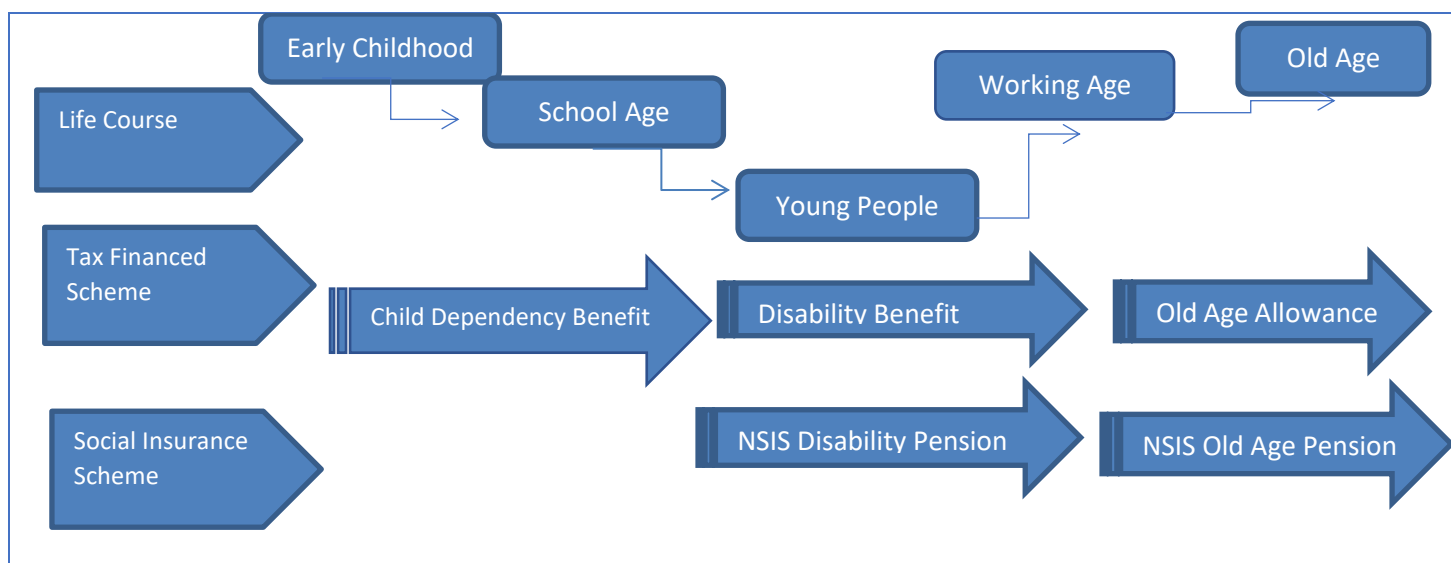 Early Childhood
School Age
Young People
Working Age
Old Age
Life Course
Tax Financed
Scheme
Child Dependency Benefit
Disability Benefit
Old Age Allowance
Social Insurance
Scheme
NSIS Disability Pension
NSIS Old Age Pension